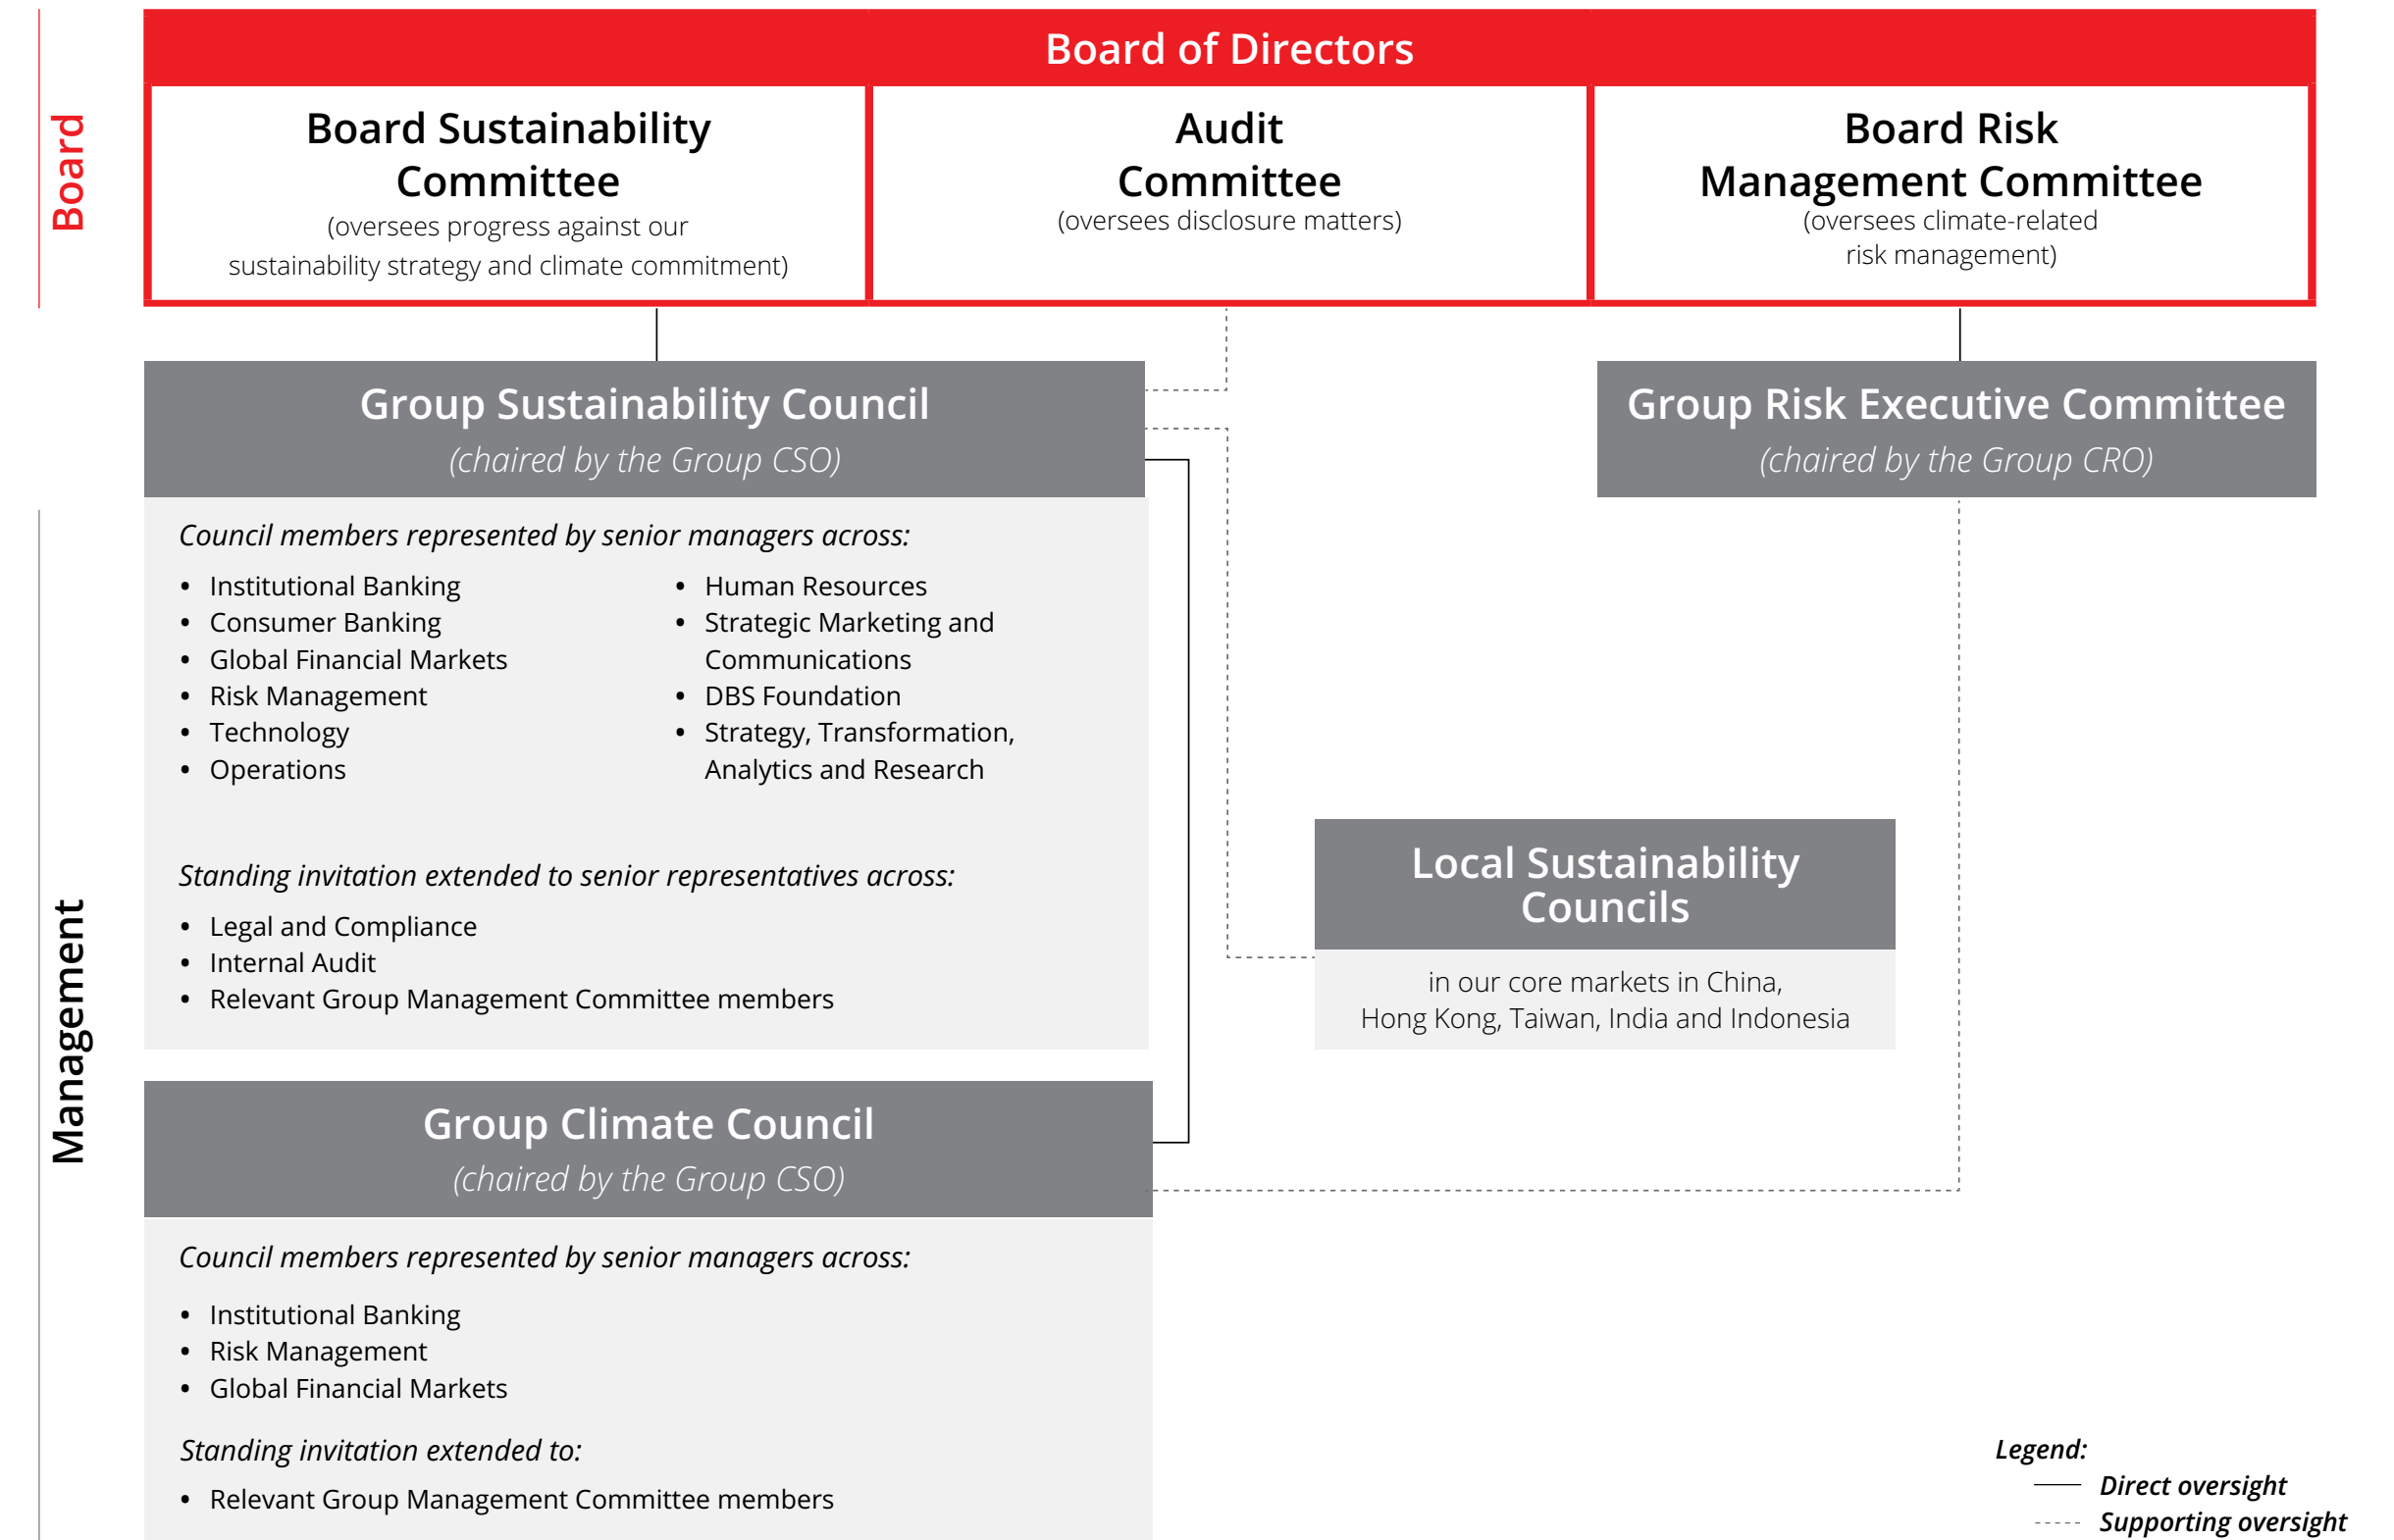 Board
Board of Directors
Board Sustainability
Committee
(oversees progress against our
sustainability strategy and climate commitment)
Audit
Committee
(oversees disclosure matters)
Board Risk
Management Committee
(oversees climate-related
risk management)
Management
Group Sustainability Council
(chaired by the Group CSO)
Council members represented by senior managers across:
• Institutional Banking
• Consumer Banking
• Global Financial Markets
• Risk Management
• Technology
• Operations
• Human Resources
• Strategic Marketing and
Communications
• DBS Foundation
• Strategy, Transformation,
Analytics and Research
Standing invitation extended to senior representatives across:
• Legal and Compliance
• Internal Audit
• Relevant Group Management Committee members
Group Risk Executive Committee
(chaired by the Group CRO)
Local Sustainability
Councils
in our core markets in China,
Hong Kong, Taiwan, India and Indonesia
Group Climate Council
(chaired by the Group CSO)
Council members represented by senior managers across:
• Institutional Banking
• Risk Management
• Global Financial Markets
Standing invitation extended to:
• Relevant Group Management Committee members
Legend:
Direct oversight
Supporting oversight